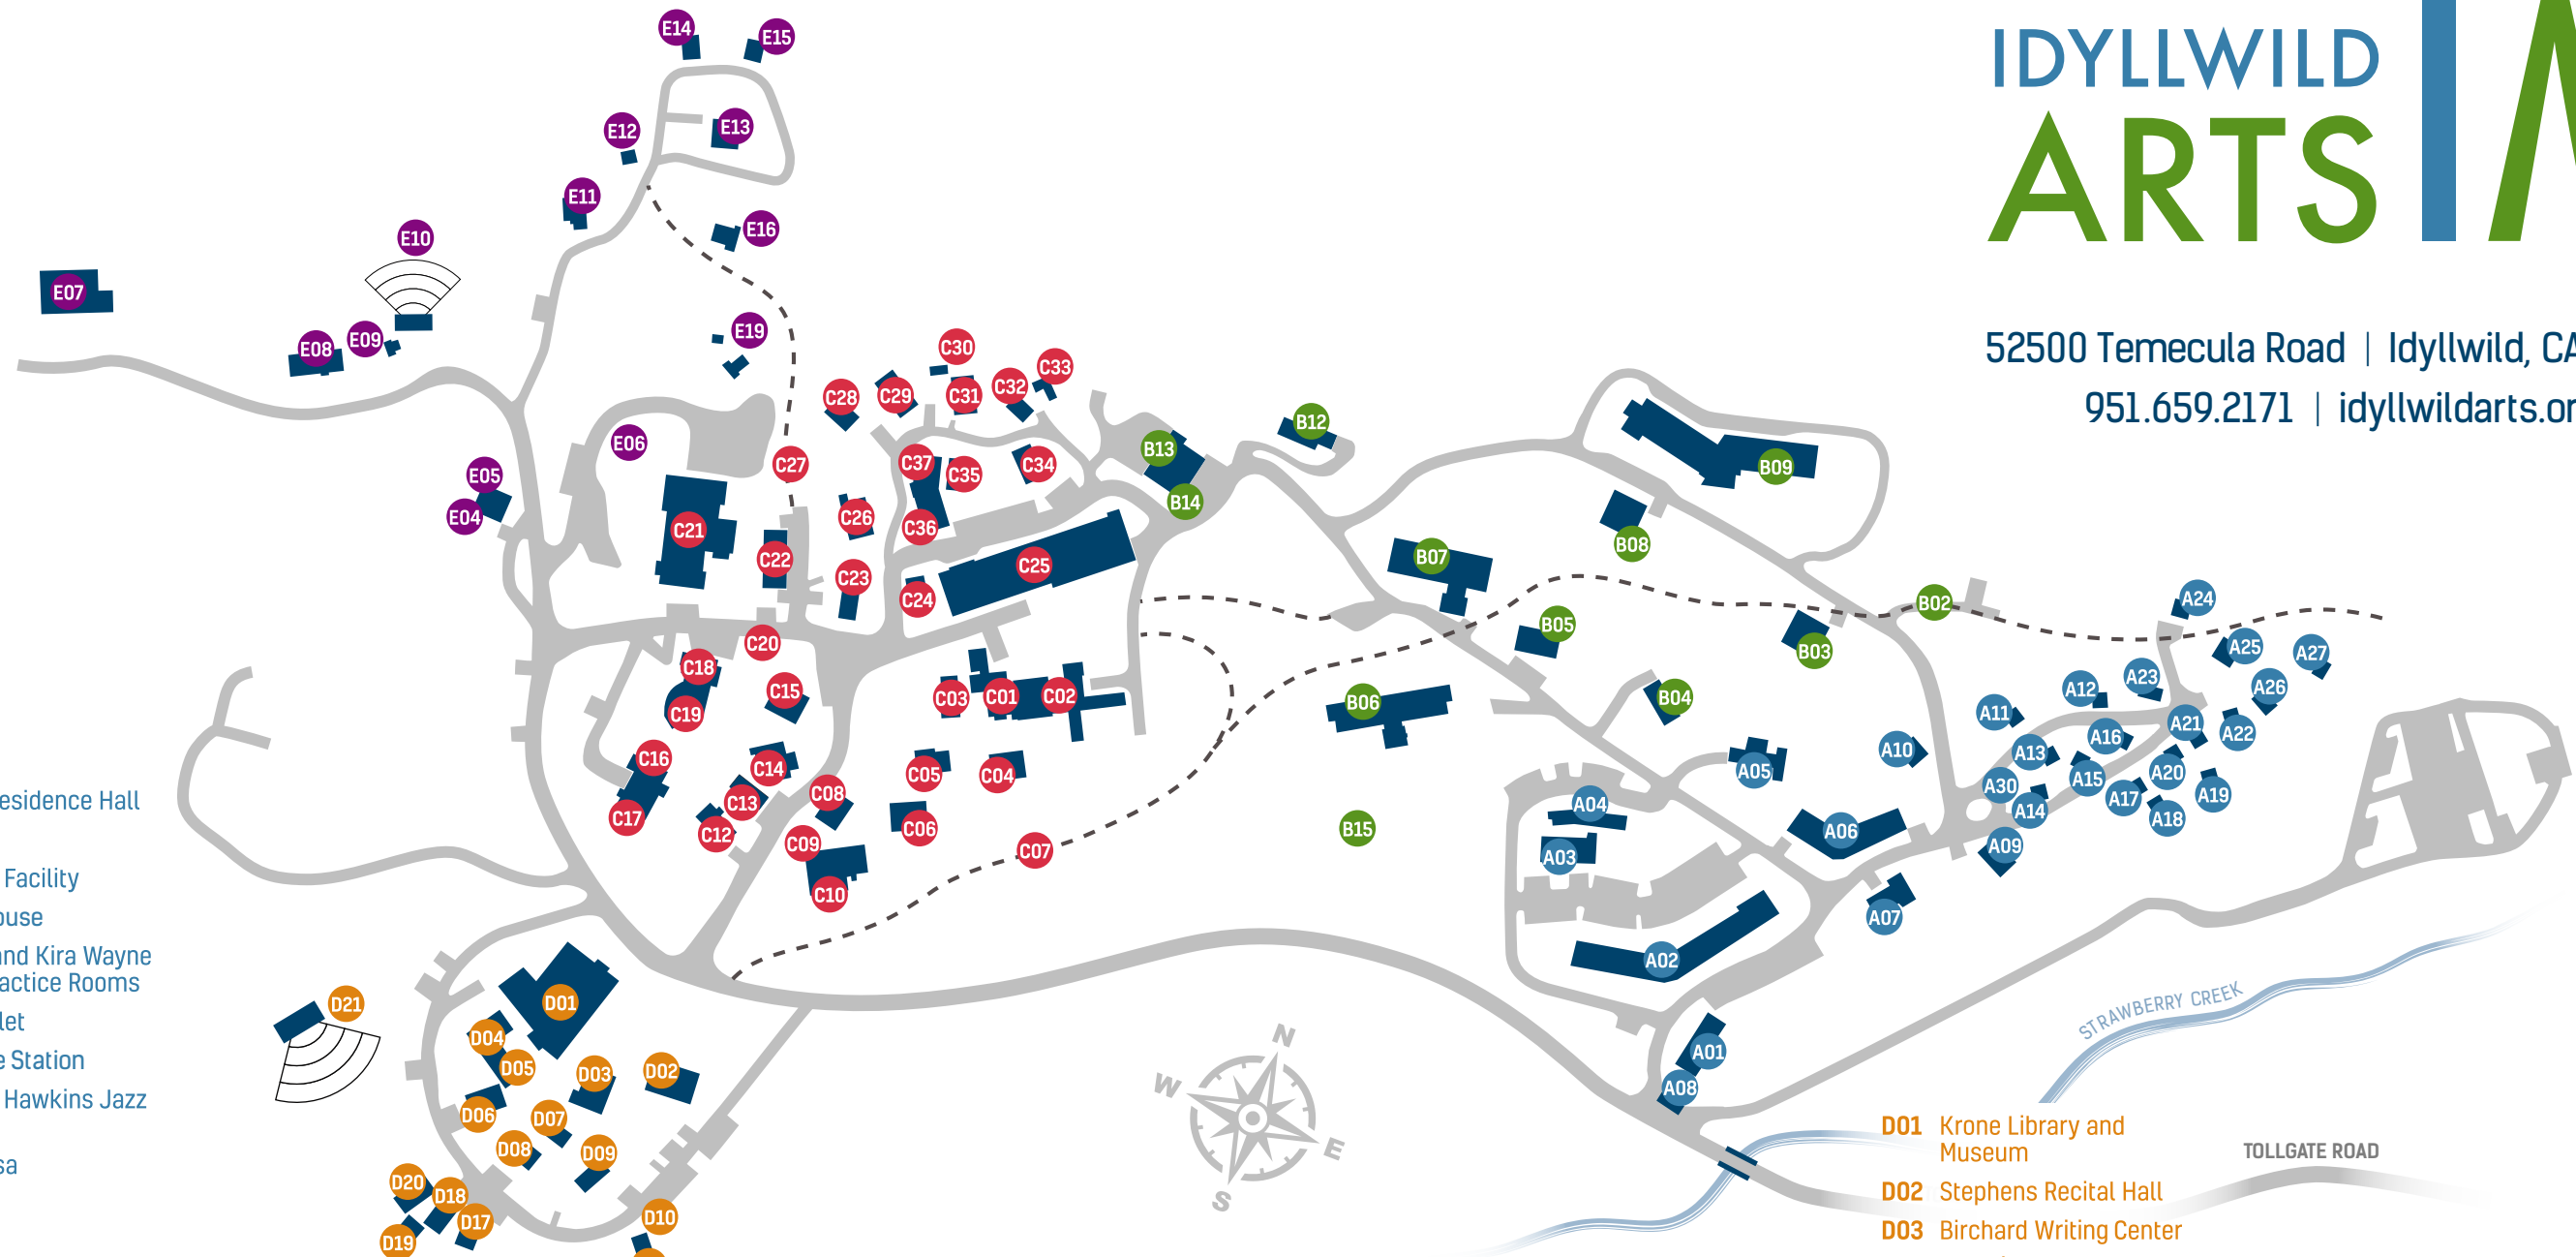 IDYLLWILD
ARTS
52500 Temecula Road | Idyllwild, CA
951.659.2171 | idyllwildarts.or
E14
E15
E13
E12
E11
E16
E10
E07
E19
E09
E08
E06
E05
E04
C30
C33
C32
C31
C29
C28
C27
C37
C35
C34
C26
C36
C21
C22
C23
C24
C25
C20
C18
C15
C19
C03
C01
C02
C16
C14
C05
C04
C17
C13
C12
C08
C06
C09
C07
C10
B12
B13
B14
B09
B08
B07
B05
B02
B03
B04
B06
B15
A24
A25
A27
A26
A23
A12
A11
A21
A22
A16
A10
A13
A20
A15
A30
A19
A17
A14
A18
A05
A04
A03
A06
A09
A07
A02
A01
A08
D21
D01
D04
D05
D03
D02
D06
D07
D08
D09
D20
D18
D17
D19
D10
esidence Hall
Facility
ouse
and Kira Wayne
actice Rooms
let
e Station
Hawkins Jazz
sa
N
W
E
S
STRAWBERRY CREEK
TOLLGATE ROAD
D01 Krone Library and
Museum
D02 Stephens Recital Hall
D03 Birchard Writing Center